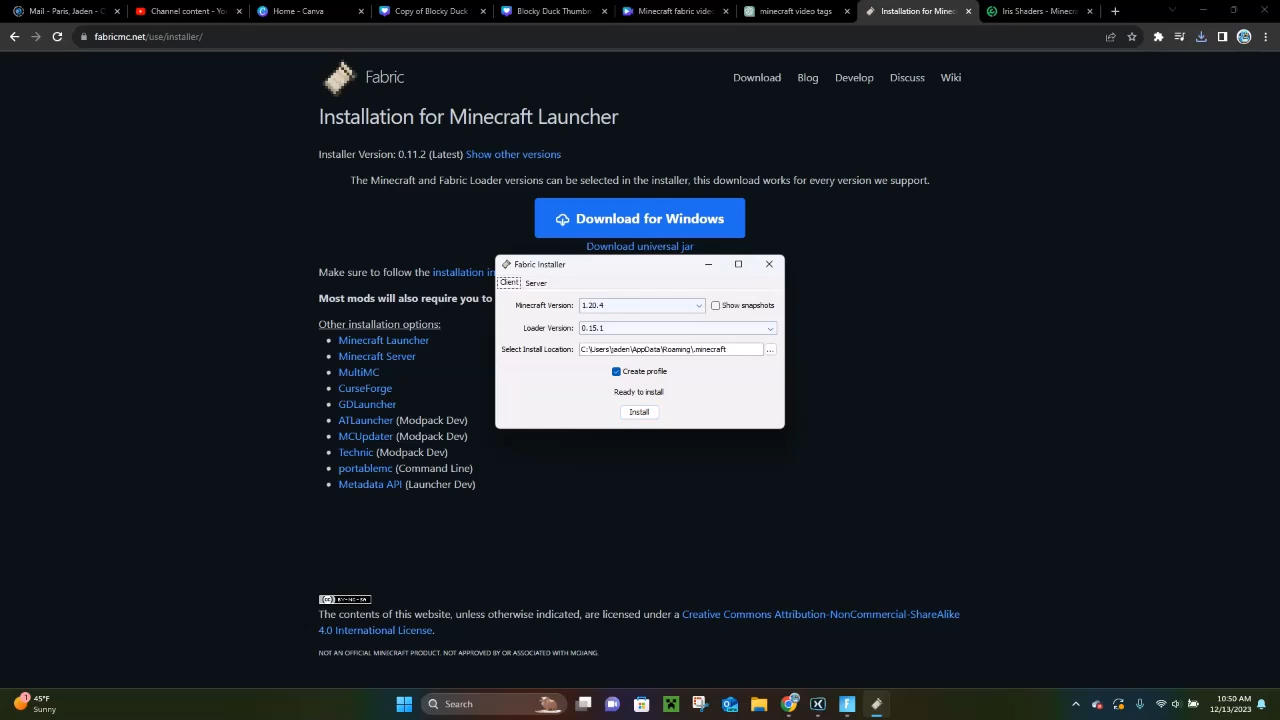 Mail - Paris, Jaden - C
Channel content - Yo
Home - Canva
Copy of Blocky Duck
Blocky Duck Thumbn
Minecraft fabric video
minecraft video tags
Installation for Minec
Iris Shaders - Minecra
fabricmc.net/use/installer/
Fabric
Download
Blog
Develop
Discuss
Wiki
Installation for Minecraft Launcher
Installer Version: 0.11.2 (Latest) Show other versions
The Minecraft and Fabric Loader versions can be selected in the installer, this download works for every version we support.
Download for Windows
Download universal jar
Make sure to follow the installation in
Most mods will also require you to
Other installation options:
Minecraft Launcher
Minecraft Server
MultiMC
CurseForge
GDLauncher
ATLauncher (Modpack Dev)
MCUpdater (Modpack Dev)
Technic (Modpack Dev)
portablemc (Command Line)
Metadata API (Launcher Dev)
Fabric Installer
Client Server
Minecraft Version: 1.20.4 Show snapshots
Loader Version: 0.15.1
Select Install Location: C:\Users\jaden\AppData\Roaming\.minecraft ...
Create profile
Ready to install
Install
BY-NC-SA
The contents of this website, unless otherwise indicated, are licensed under a Creative Commons Attribution-NonCommercial-ShareAlike
4.0 International License.
NOT AN OFFICIAL MINECRAFT PRODUCT. NOT APPROVED BY OR ASSOCIATED WITH MOJANG.
1
45°F
Sunny
Search
10:50 AM
12/13/2023